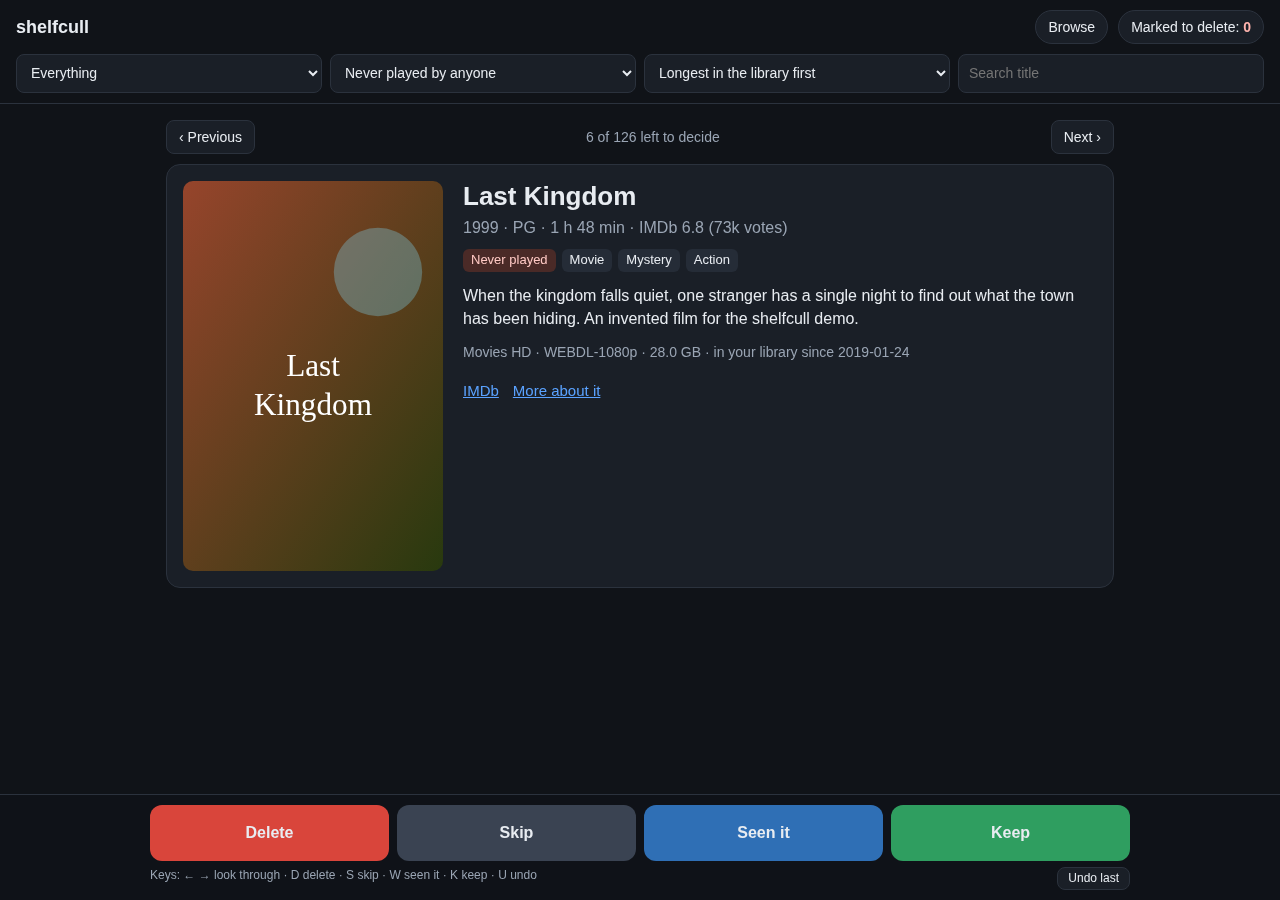 shelfcull
Browse
Marked to delete: 0
Everything
Never played by anyone
Longest in the library first
Search title
‹ Previous
6 of 126 left to decide
Next ›
Last
Kingdom
Last Kingdom
1999 · PG · 1 h 48 min · IMDb 6.8 (73k votes)
Never played
Movie
Mystery
Action
When the kingdom falls quiet, one stranger has a single night to find out what the town
has been hiding. An invented film for the shelfcull demo.
Movies HD · WEBDL-1080p · 28.0 GB · in your library since 2019-01-24
IMDb
More about it
Delete
Skip
Seen it
Keep
Keys: ← → look through · D delete · S skip · W seen it · K keep · U undo
Undo last